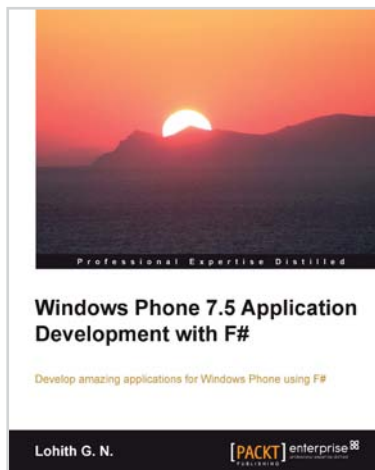 Professional Expertise Distilled
Windows Phone 7.5 Application
Development with F#
Develop amazing applications for Windows Phone using F#
Lohith G. N.
[PACKT] enterprise
PUBLISHING